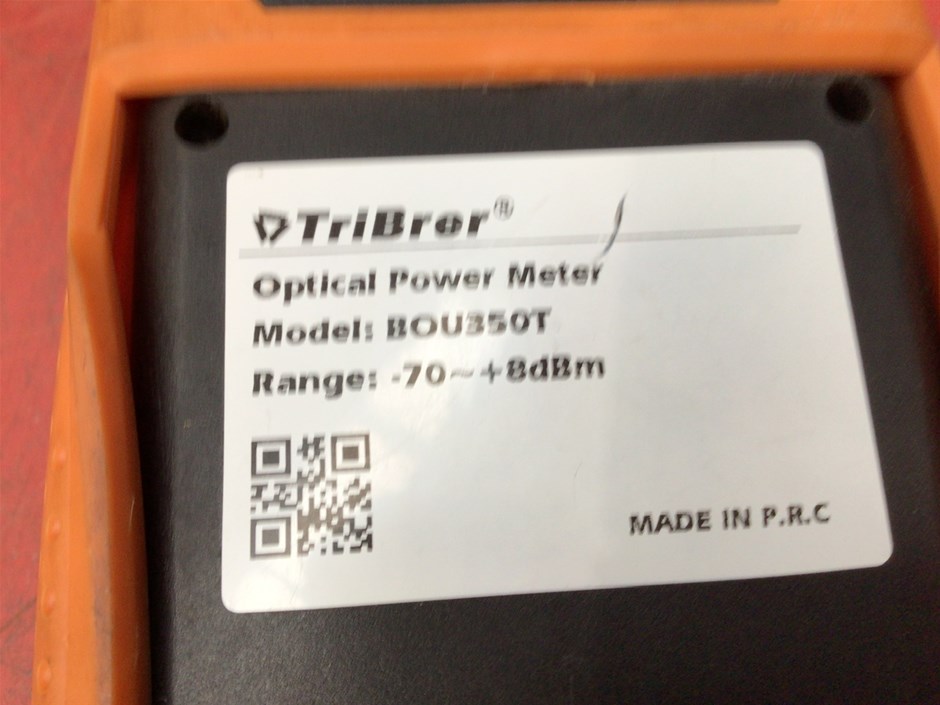 TriBrer®
Optical Power Meter
Model: BOU350T
Range: -70~+8dBm
MADE IN P.R.C